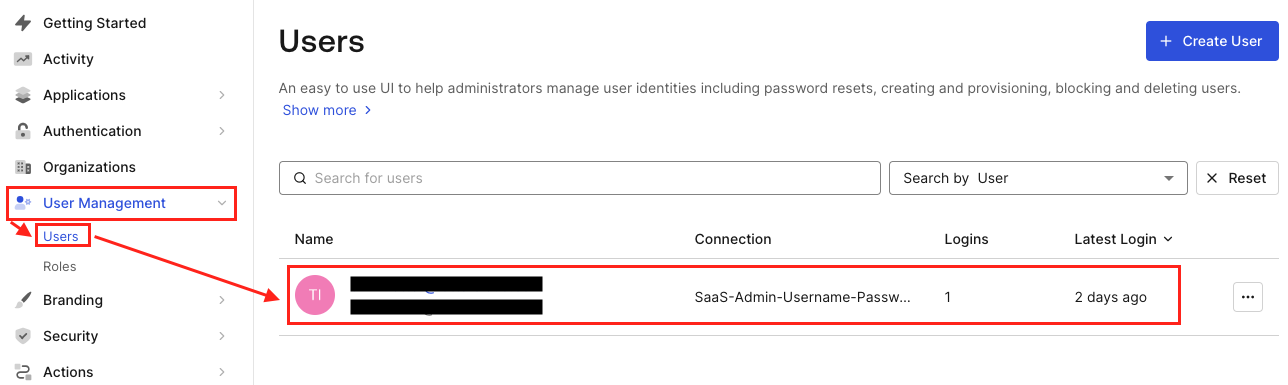 Getting Started
Activity
Applications
Authentication
Organizations
User Management
Users
Roles
Branding
Security
Actions
Users
+ Create User
An easy to use UI to help administrators manage user identities including password resets, creating and provisioning, blocking and deleting users.
Show more
Search for users
Search by User
Reset
Name Connection Logins Latest Login
TI SaaS-Admin-Username-Passw... 1 2 days ago